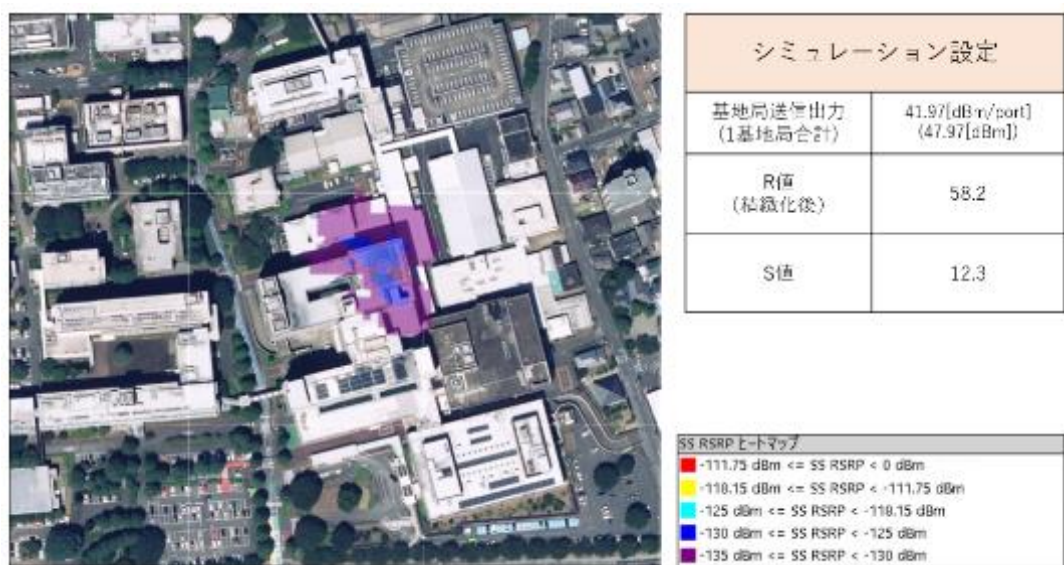 シミュレーション設定
基地局送信出力
(1基地局合計)
41.97[dBm/port]
(47.97[dBm])
R値
(精緻化後)
58.2
S値
12.3
SS RSRP ヒートマップ
-111.75 dBm <= SS RSRP < 0 dBm
-118.15 dBm <= SS RSRP < -111.75 dBm
-125 dBm <= SS RSRP < -118.15 dBm
-130 dBm <= SS RSRP < -125 dBm
-135 dBm <= SS RSRP < -130 dBm